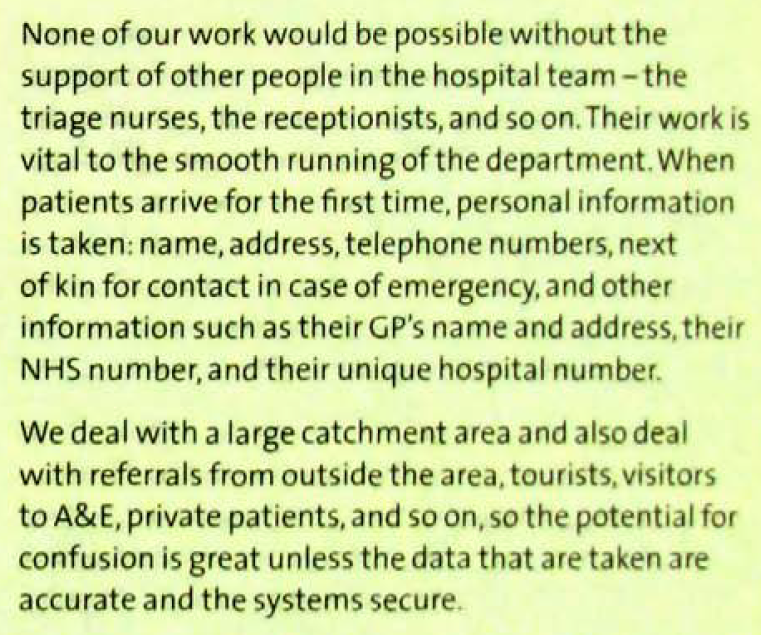 None of our work would be possible without the
support of other people in the hospital team – the
triage nurses, the receptionists, and so on. Their work is
vital to the smooth running of the department. When
patients arrive for the first time, personal information
is taken: name, address, telephone numbers, next
of kin for contact in case of emergency, and other
information such as their GP's name and address, their
NHS number, and their unique hospital number.
We deal with a large catchment area and also deal
with referrals from outside the area, tourists, visitors
to A&E, private patients, and so on, so the potential for
confusion is great unless the data that are taken are
accurate and the systems secure.